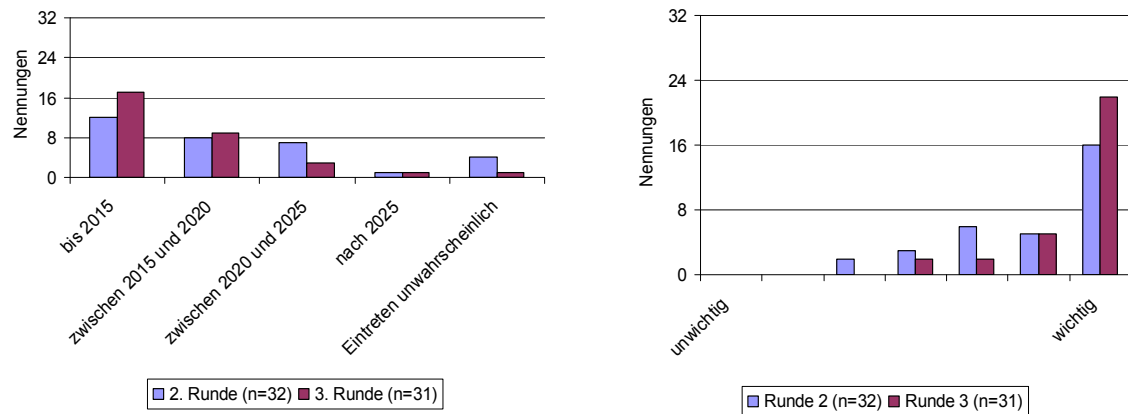 Nennungen
32
24
16
8
0
bis 2015
zwischen 2015 und 2020
zwischen 2020 und 2025
nach 2025
Eintreten unwahrscheinlich
2. Runde (n=32) 3. Runde (n=31)
Nennungen
32
24
16
8
0
unwichtig
wichtig
Runde 2 (n=32) Runde 3 (n=31)